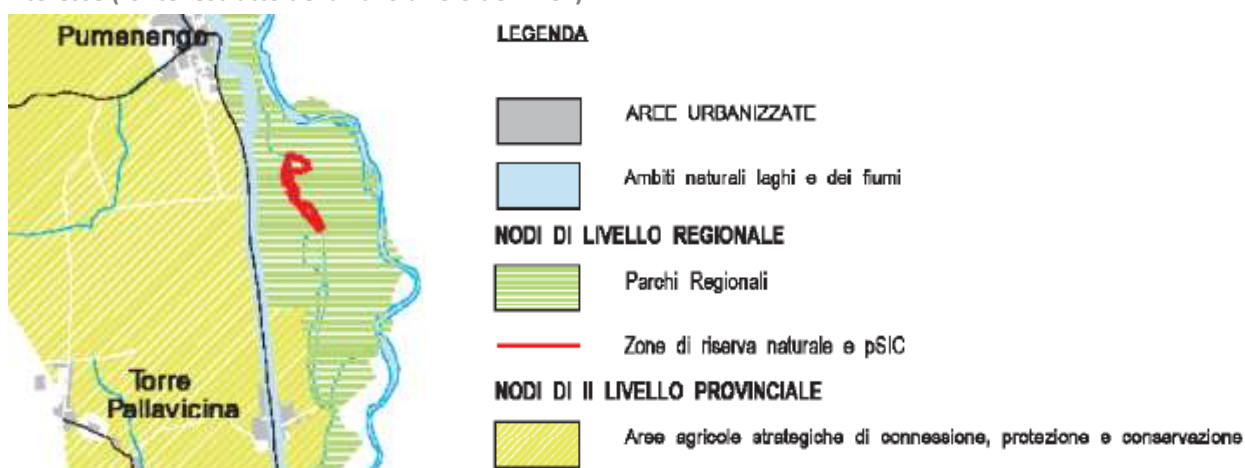 Pumenengo
Torre
Pallavicina
LEGENDA
AREE URBANIZZATE
Ambiti naturali laghi e dei fiumi
NODI DI LIVELLO REGIONALE
Parchi Regionali
Zone di riserva naturale e pSIC
NODI DI II LIVELLO PROVINCIALE
Aree agricole strategiche di connessione, protezione e conservazione